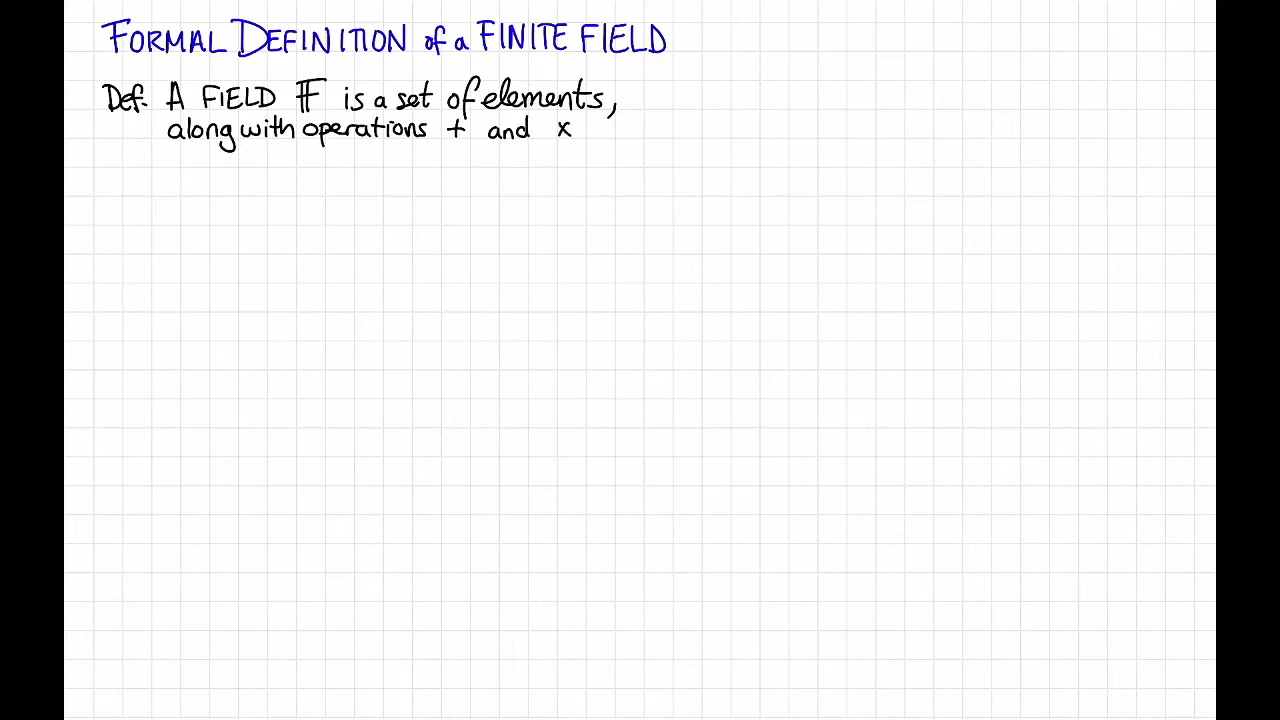 FORMAL DEFINITION of a FINITE FIELD
Def. A FIELD 𝔽 is a set of elements,
along with operations + and x